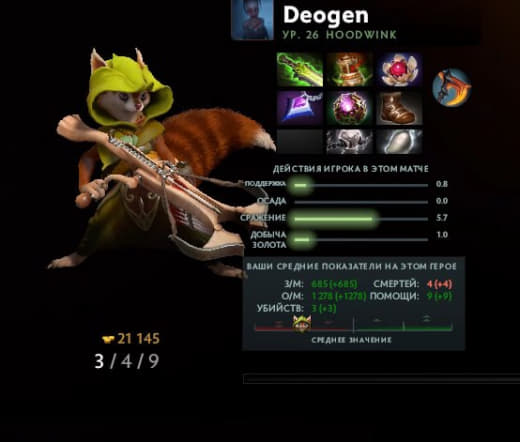 Deogen
УР. 26 HOODWINK
ДЕЙСТВИЯ ИГРОКА В ЭТОМ МАТЧЕ
ПОДДЕРЖКА 0.8
ОСАДА 0.0
СРАЖЕНИЕ 5.7
ДОБЫЧА ЗОЛОТА 1.0
ВАШИ СРЕДНИЕ ПОКАЗАТЕЛИ НА ЭТОМ ГЕРОЕ
З/М: 685 (+685) СМЕРТЕЙ: 4 (+4)
О/М: 1 278 (+1278) ПОМОЩИ: 9 (+9)
УБИЙСТВ: 3 (+3)
СРЕДНЕЕ ЗНАЧЕНИЕ
21 145
3 / 4 / 9